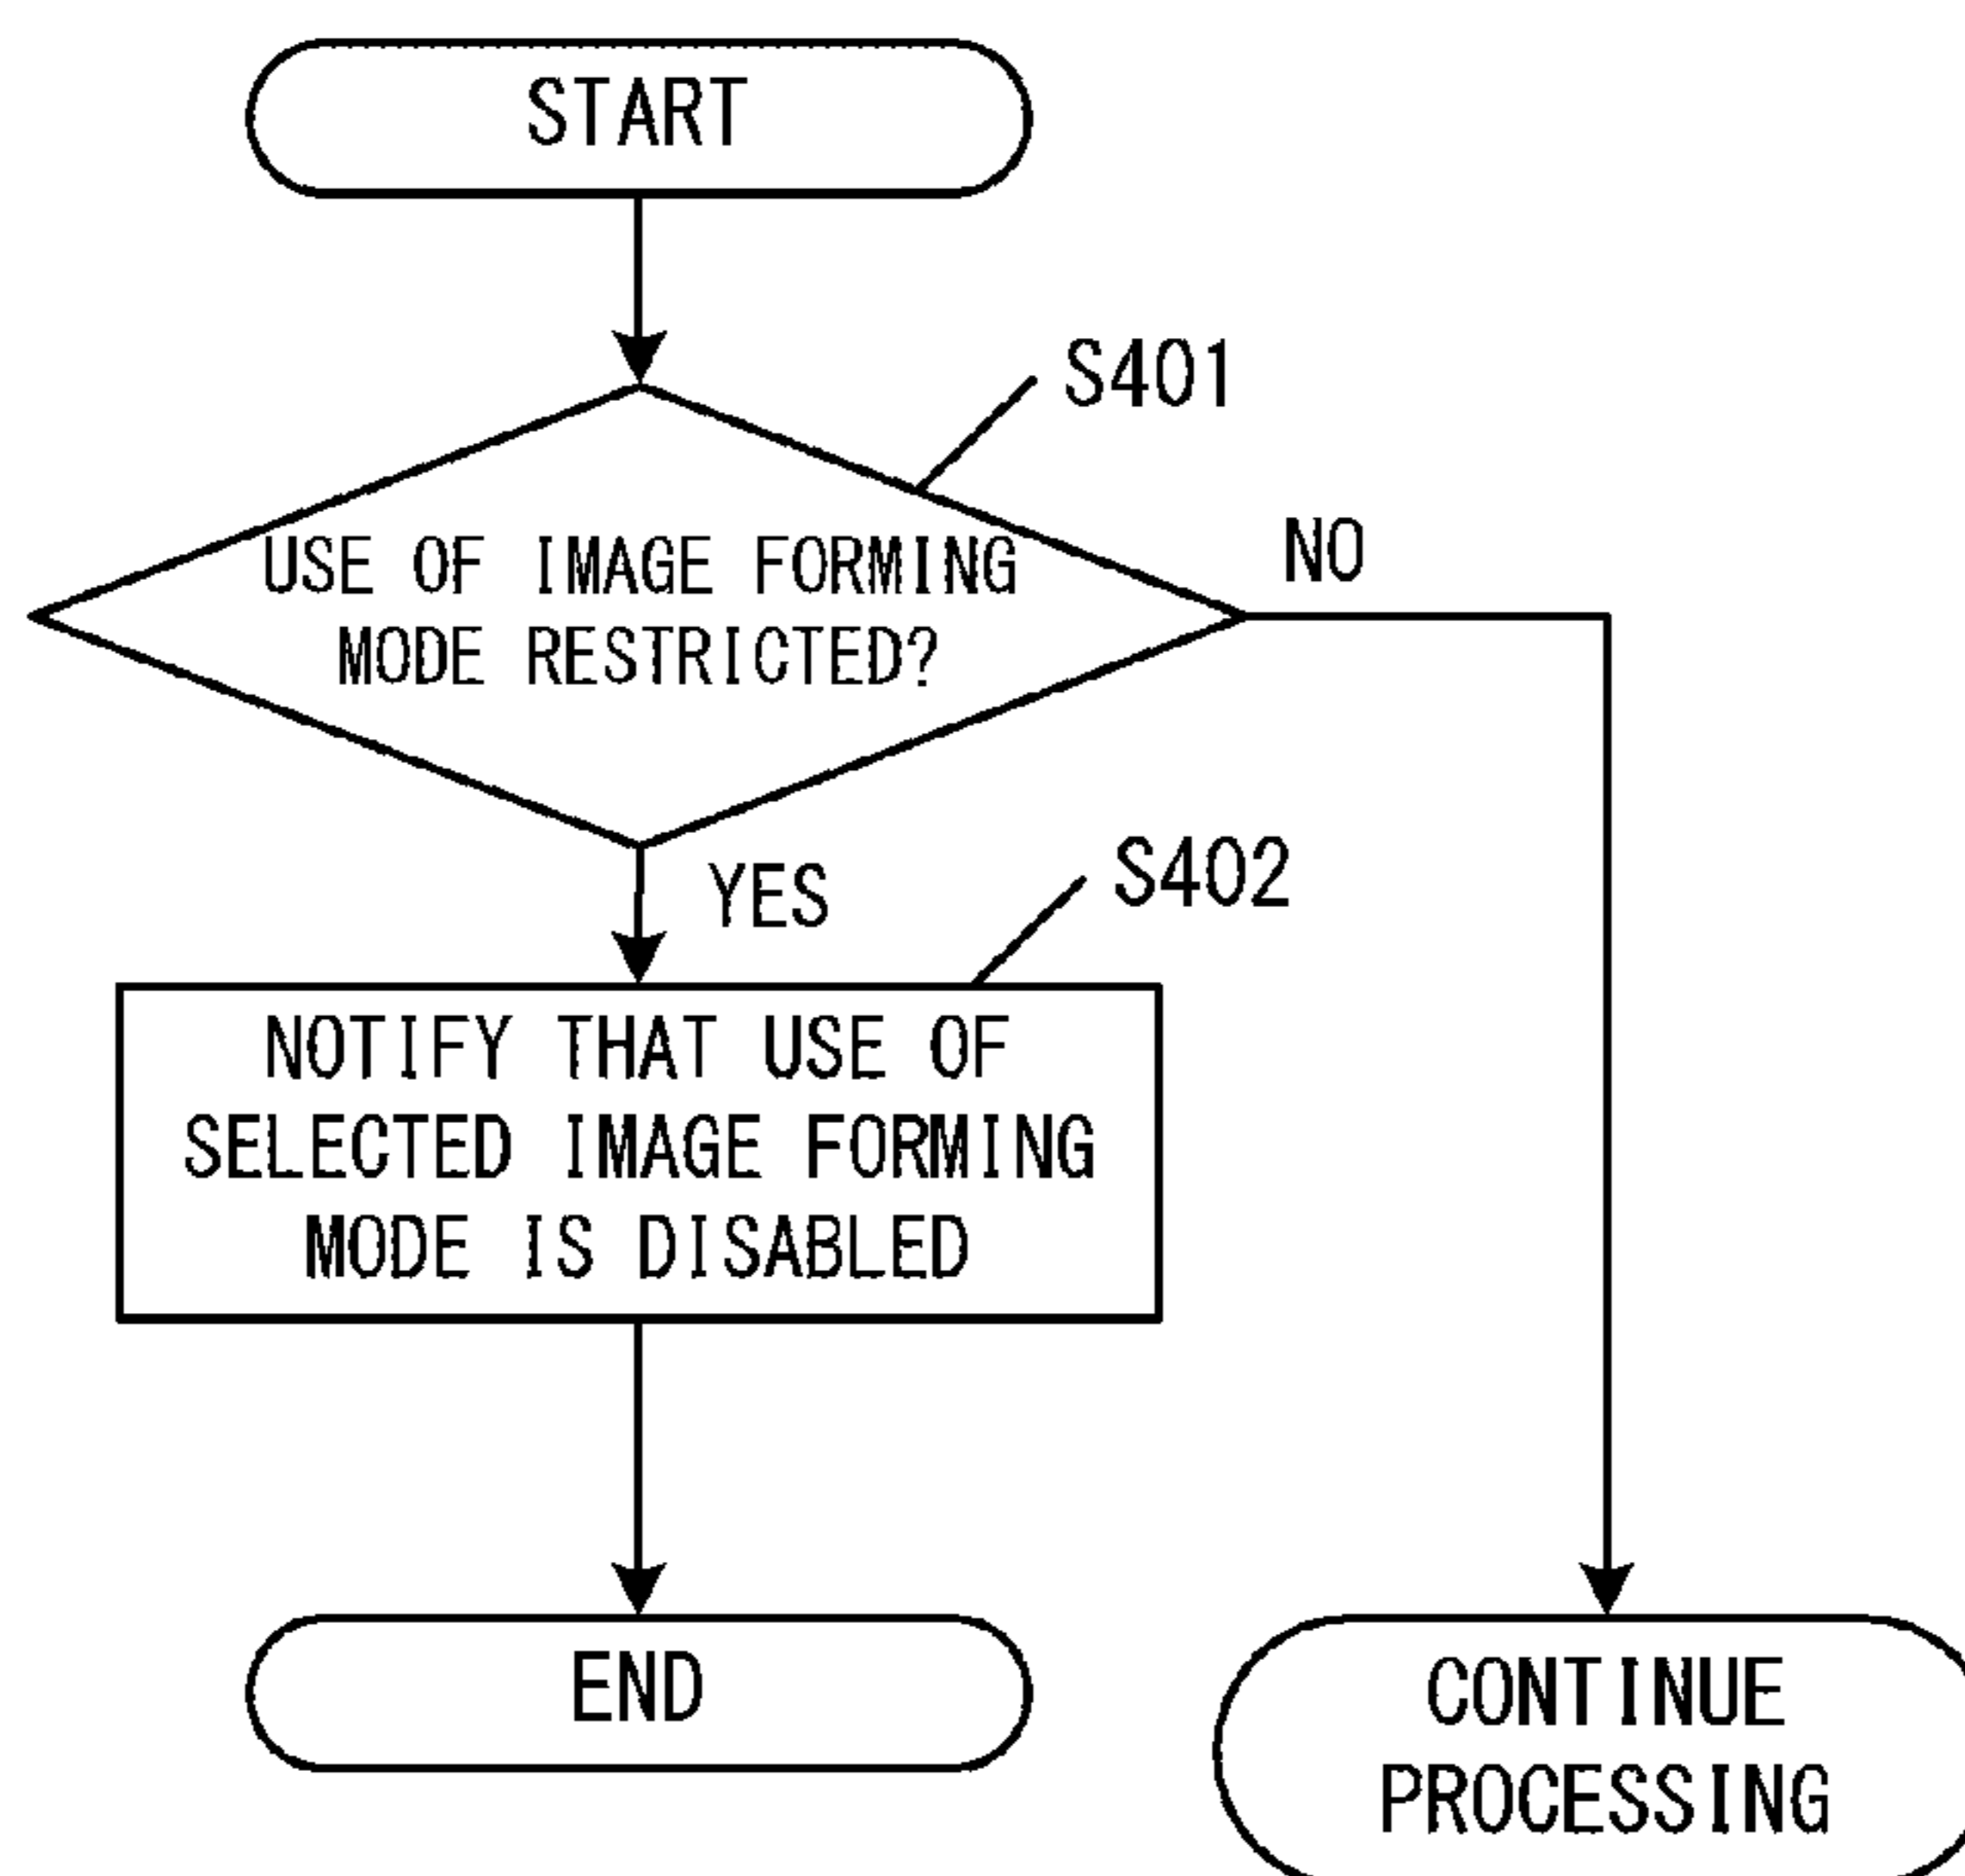 START
S401
USE OF IMAGE FORMING
MODE RESTRICTED?
NO
YES
S402
NOTIFY THAT USE OF
SELECTED IMAGE FORMING
MODE IS DISABLED
END
CONTINUE
PROCESSING